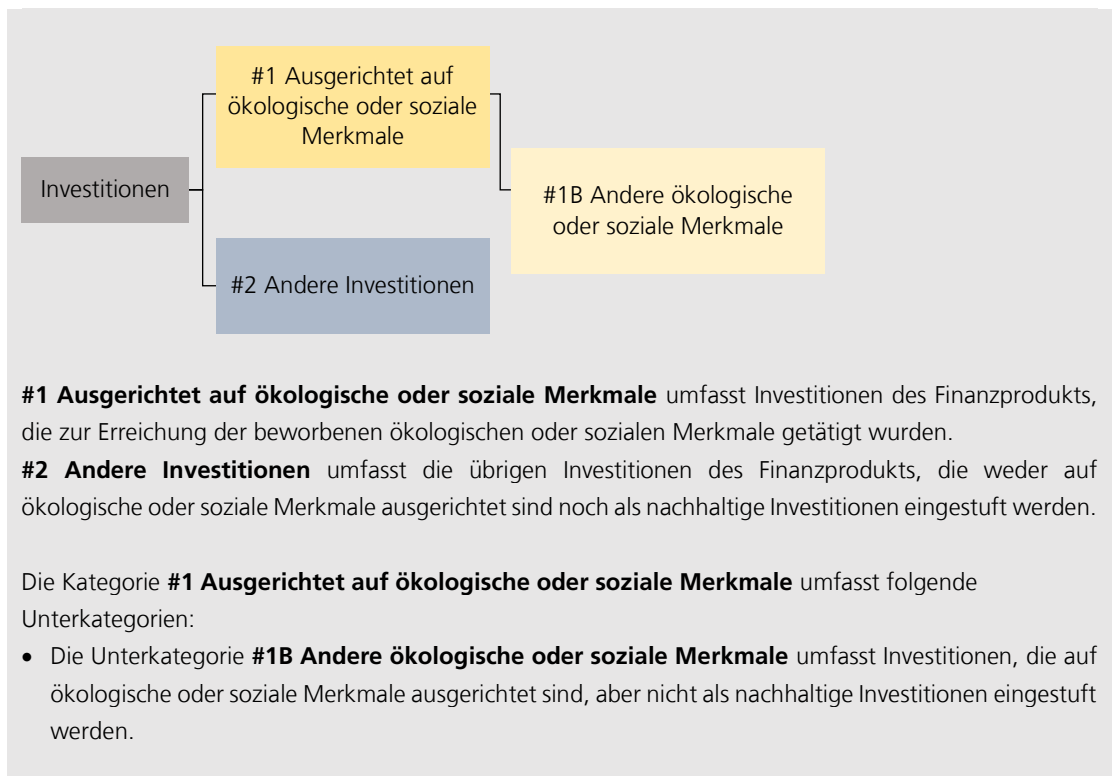 #1 Ausgerichtet auf
ökologische oder soziale
Merkmale
Investitionen
#1B Andere ökologische
oder soziale Merkmale
#2 Andere Investitionen
#1 Ausgerichtet auf ökologische oder soziale Merkmale umfasst Investitionen des Finanzprodukts,
die zur Erreichung der beworbenen ökologischen oder sozialen Merkmale getätigt wurden.
#2 Andere Investitionen umfasst die übrigen Investitionen des Finanzprodukts, die weder auf
ökologische oder soziale Merkmale ausgerichtet sind noch als nachhaltige Investitionen eingestuft werden.
Die Kategorie #1 Ausgerichtet auf ökologische oder soziale Merkmale umfasst folgende
Unterkategorien:
• Die Unterkategorie #1B Andere ökologische oder soziale Merkmale umfasst Investitionen, die auf
ökologische oder soziale Merkmale ausgerichtet sind, aber nicht als nachhaltige Investitionen eingestuft
werden.